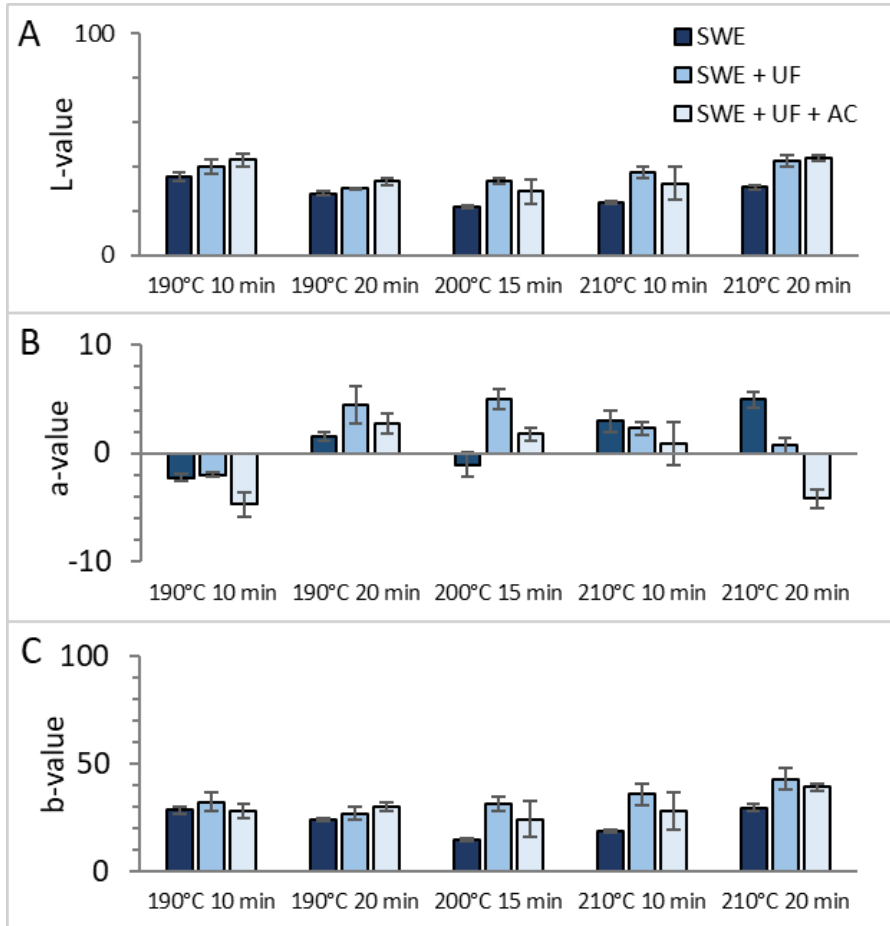 A
100
L-value
0
SWE
SWE + UF
SWE + UF + AC
190°C 10 min
190°C 20 min
200°C 15 min
210°C 10 min
210°C 20 min
B
10
a-value
0
-10
190°C 10 min
190°C 20 min
200°C 15 min
210°C 10 min
210°C 20 min
C
100
b-value
50
0
190°C 10 min
190°C 20 min
200°C 15 min
210°C 10 min
210°C 20 min